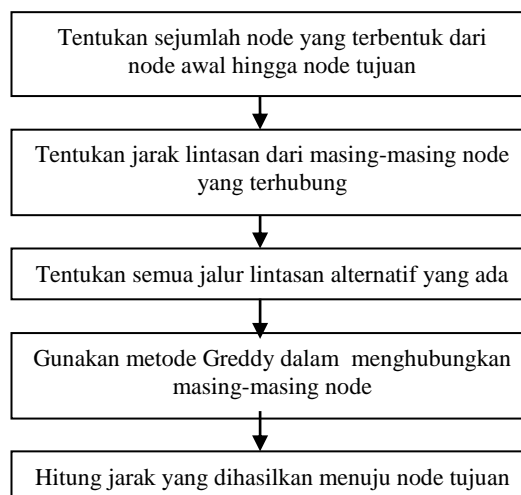 Tentukan sejumlah node yang terbentuk dari
node awal hingga node tujuan
Tentukan jarak lintasan dari masing-masing node
yang terhubung
Tentukan semua jalur lintasan alternatif yang ada
Gunakan metode Greddy dalam menghubungkan
masing-masing node
Hitung jarak yang dihasilkan menuju node tujuan